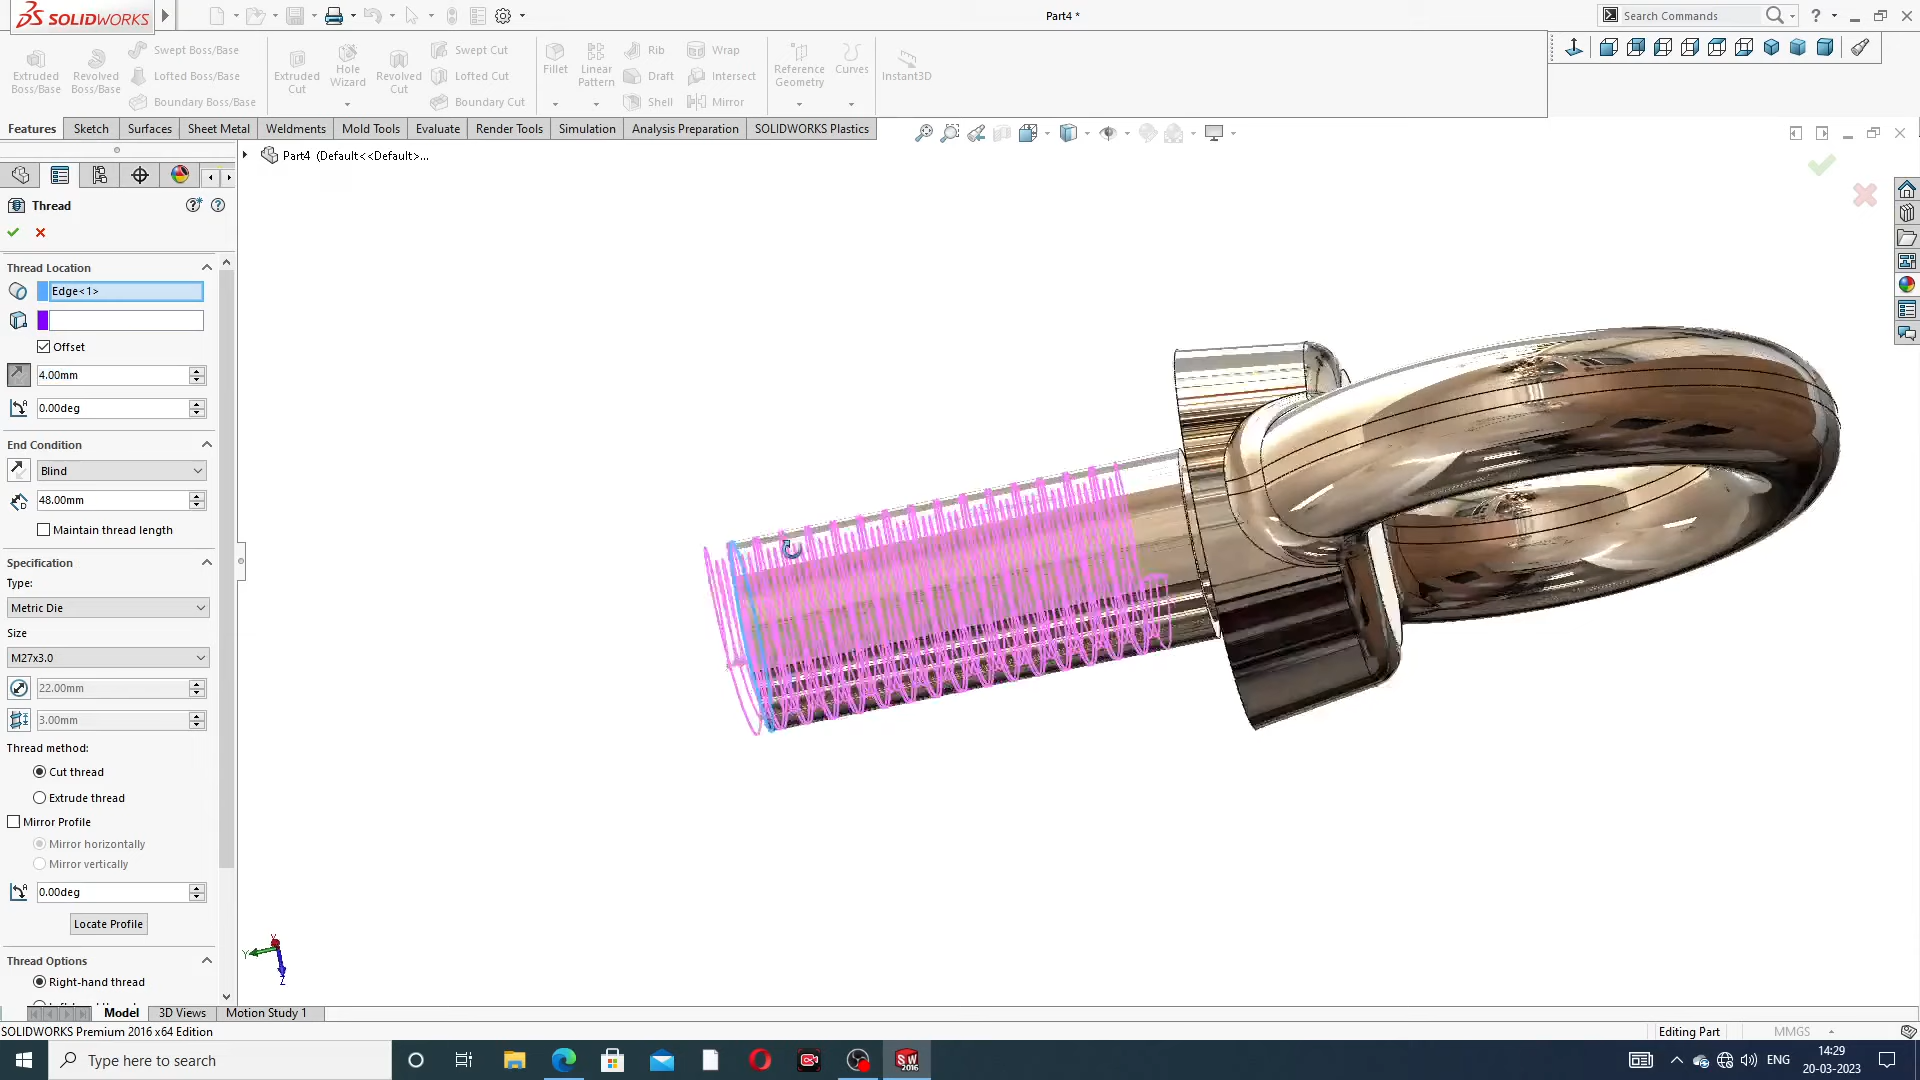 SOLIDWORKS
Part4 *
Search Commands
Extruded Boss/Base
Revolved Boss/Base
Swept Boss/Base
Lofted Boss/Base
Boundary Boss/Base
Extruded Cut
Hole Wizard
Revolved Cut
Swept Cut
Lofted Cut
Boundary Cut
Fillet
Linear Pattern
Rib
Draft
Shell
Wrap
Intersect
Mirror
Reference Geometry
Curves
Instant3D
Features
Sketch
Surfaces
Sheet Metal
Weldments
Mold Tools
Evaluate
Render Tools
Simulation
Analysis Preparation
SOLIDWORKS Plastics
Part4 (Default<<Default>...
Thread
Thread Location
Edge<1>
Offset
4.00mm
0.00deg
End Condition
Blind
48.00mm
Maintain thread length
Specification
Type:
Metric Die
Size
M27x3.0
22.00mm
3.00mm
Thread method:
Cut thread
Extrude thread
Mirror Profile
Mirror horizontally
Mirror vertically
0.00deg
Locate Profile
Thread Options
Right-hand thread
Y
X
Z
Model
3D Views
Motion Study 1
SOLIDWORKS Premium 2016 x64 Edition
Editing Part
MMGS
Type here to search
SW
2016
ENG
14:29
20-03-2023